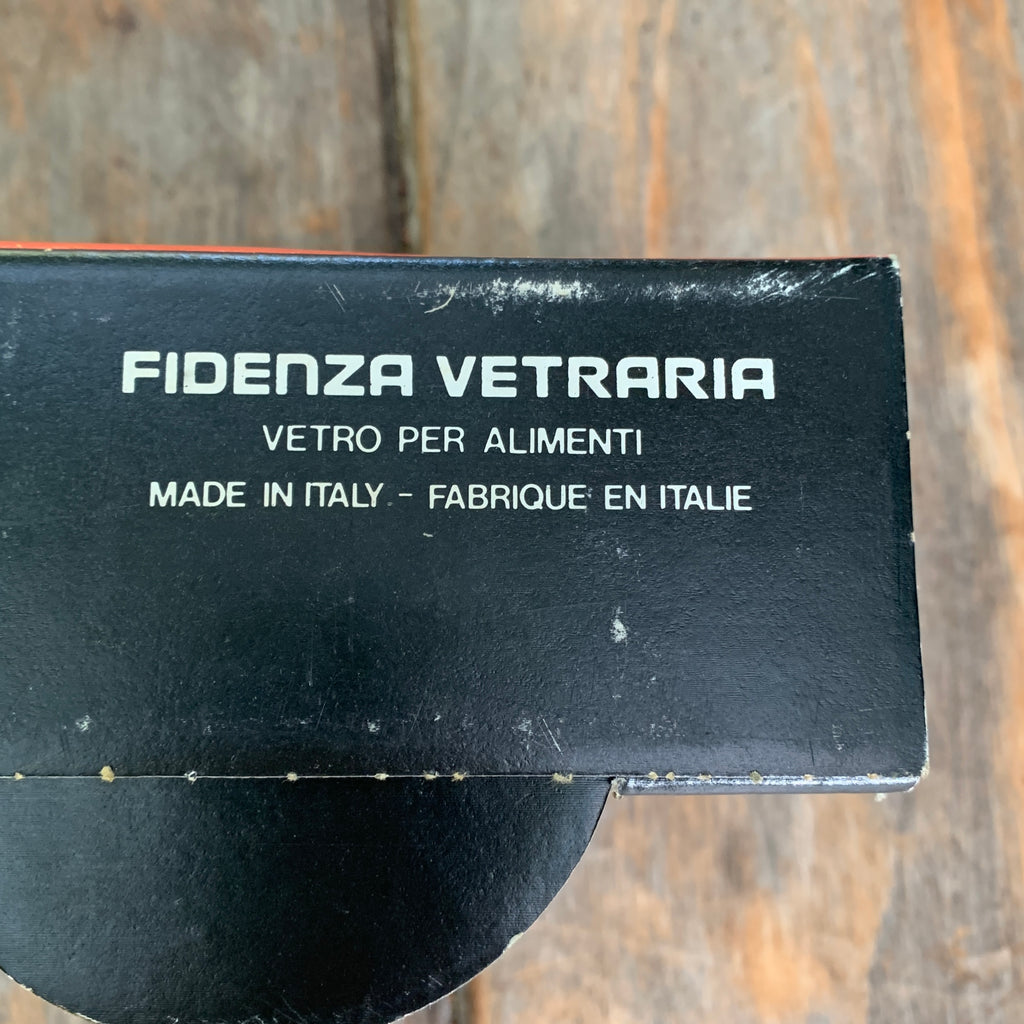 FIDENZA VETRARIA
VETRO PER ALIMENTI
MADE IN ITALY - FABRIQUE EN ITALIE